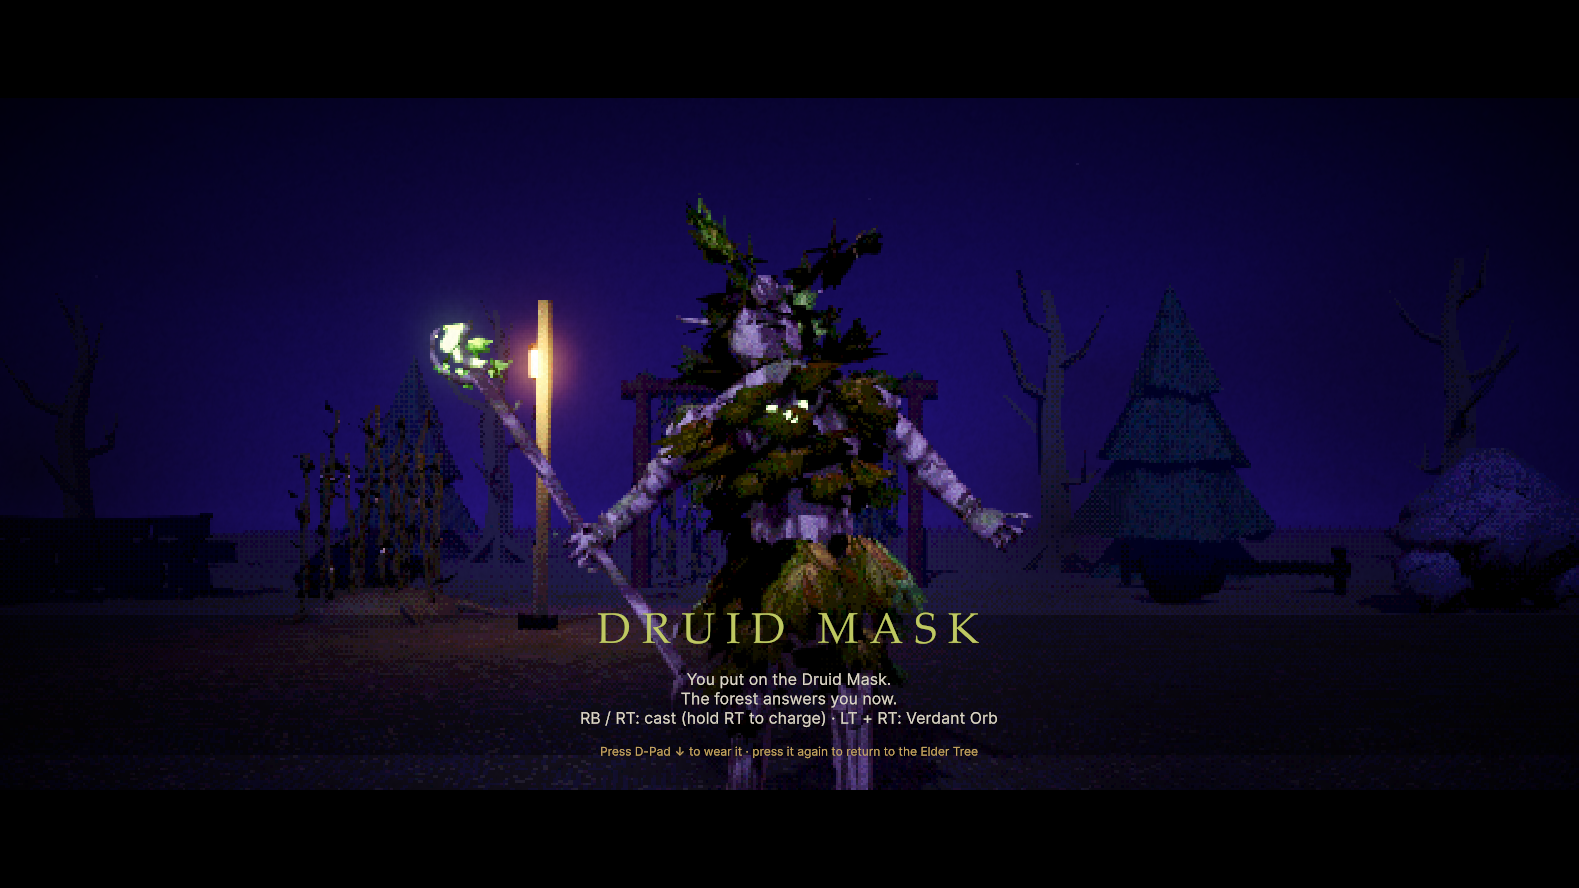 DRUID MASK
You put on the Druid Mask.
The forest answers you now.
RB / RT: cast (hold RT to charge) · LT + RT: Verdant Orb
Press D-Pad ↓ to wear it · press it again to return to the Elder Tree